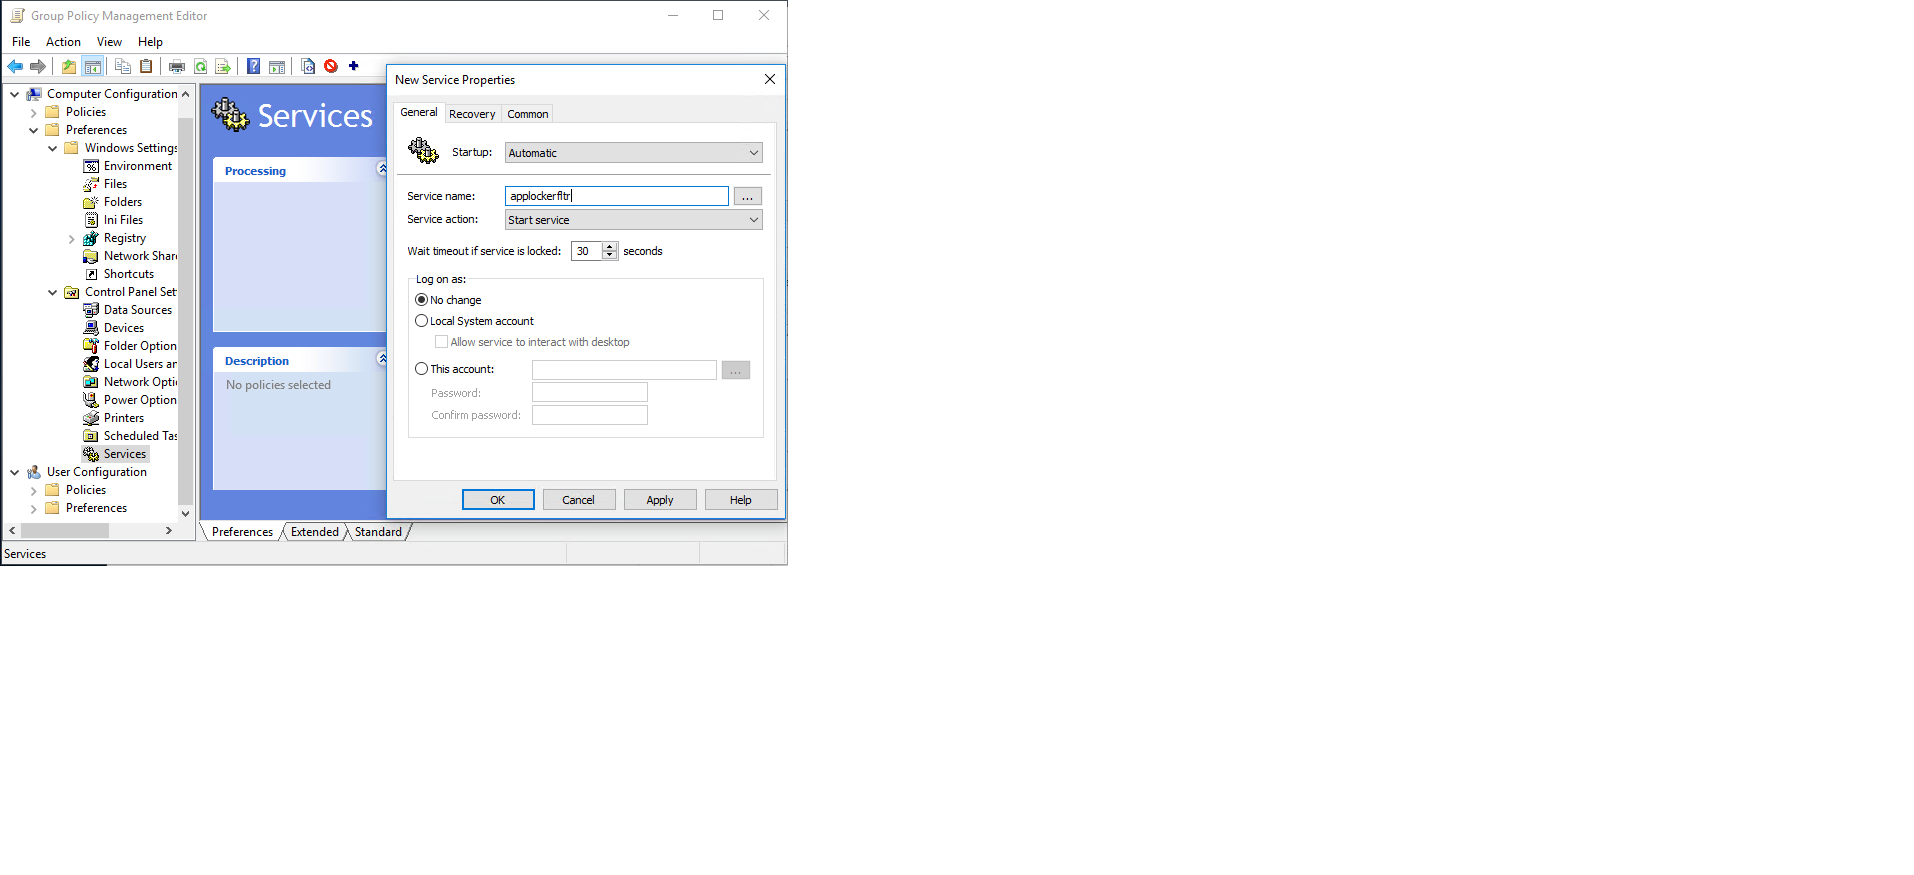 Group Policy Management Editor
File Action View Help
Computer Configuration
Policies
Preferences
Windows Settings
Environment
Files
Folders
Ini Files
Registry
Network Shar
Shortcuts
Control Panel Set
Data Sources
Devices
Folder Option
Local Users an
Network Optio
Power Option
Printers
Scheduled Tas
Services
User Configuration
Policies
Preferences
Services
Processing
Description
No policies selected
New Service Properties
General Recovery Common
Startup: Automatic
Service name: applockerfltr ...
Service action: Start service
Wait timeout if service is locked: 30 seconds
Log on as:
No change
Local System account
Allow service to interact with desktop
This account: ...
Password:
Confirm password:
OK Cancel Apply Help
Preferences Extended Standard
Services